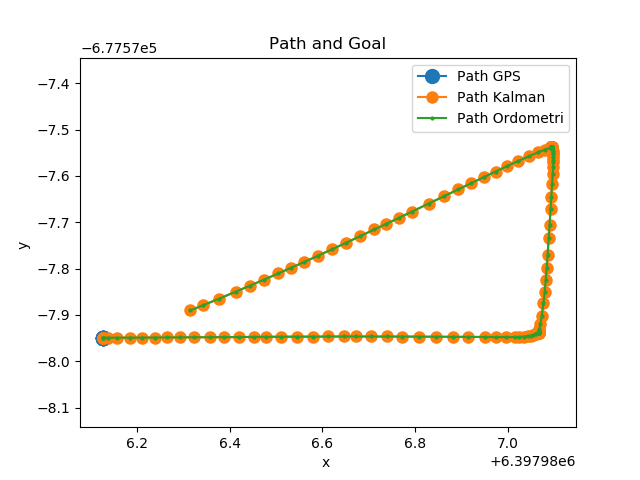 Path and Goal
−6.7757e5
Path GPS
Path Kalman
Path Ordometri
−7.4
−7.5
−7.6
−7.7
−7.8
−7.9
−8.0
−8.1
y
6.2 6.4 6.6 6.8 7.0
x
+6.39798e6